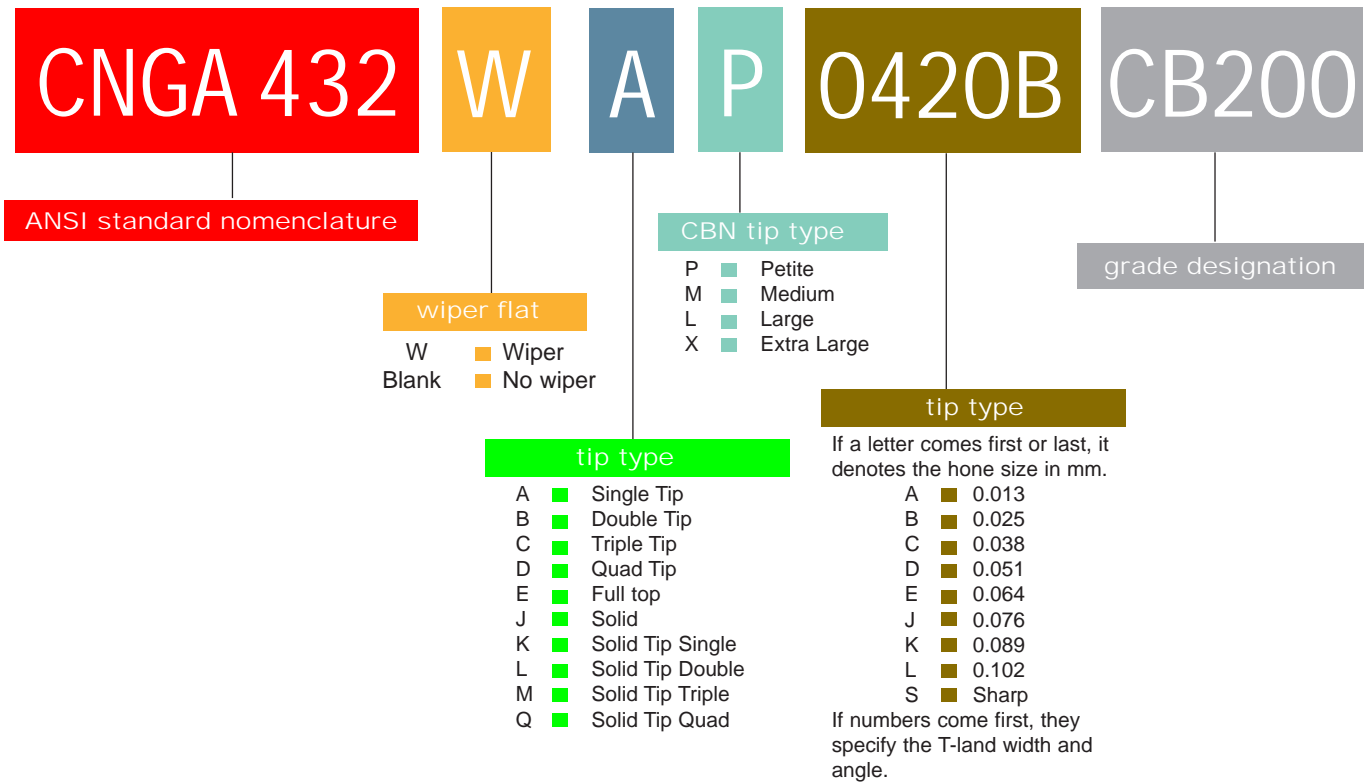 CNGA 432 W A P 0420B CB200
ANSI standard nomenclature
wiper flat
W Wiper
Blank No wiper
tip type
A Single Tip
B Double Tip
C Triple Tip
D Quad Tip
E Full top
J Solid
K Solid Tip Single
L Solid Tip Double
M Solid Tip Triple
Q Solid Tip Quad
CBN tip type
P Petite
M Medium
L Large
X Extra Large
tip type
If a letter comes first or last, it
denotes the hone size in mm.
A 0.013
B 0.025
C 0.038
D 0.051
E 0.064
J 0.076
K 0.089
L 0.102
S Sharp
If numbers come first, they
specify the T-land width and
angle.
grade designation